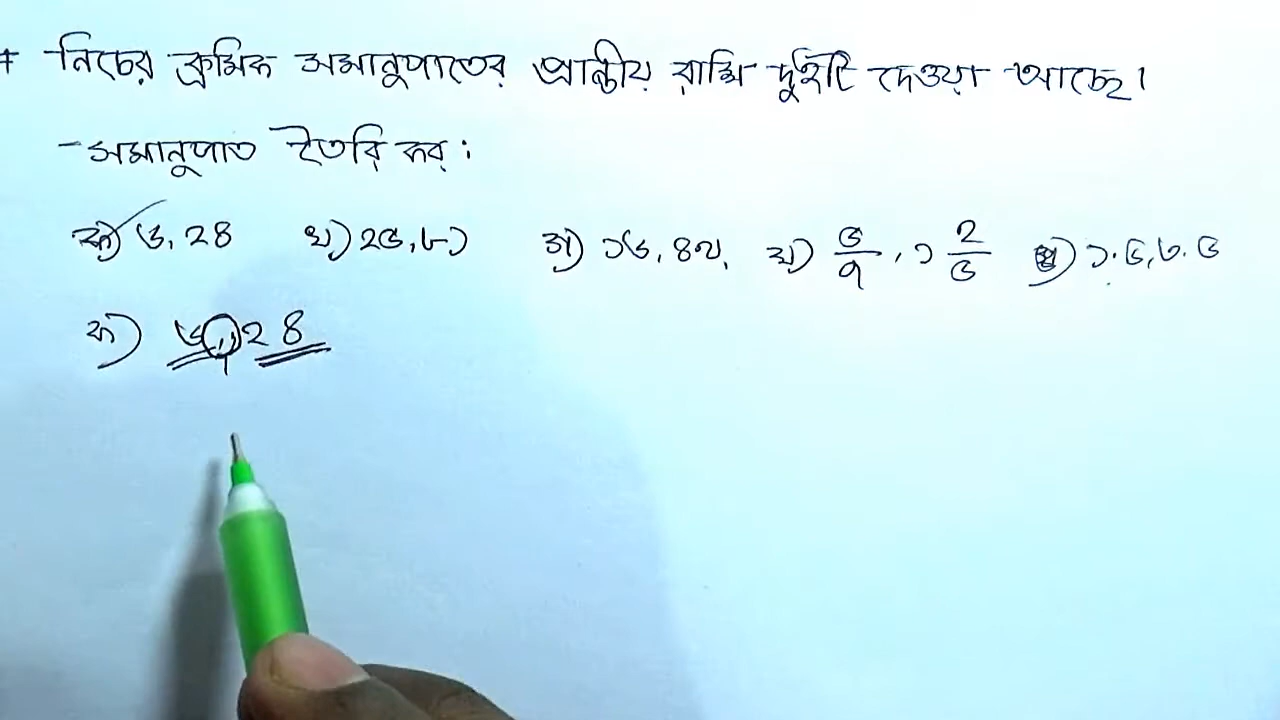 + নিচের ক্রমিক সমানুপাতের প্রান্তীয় রাশি দুইটি দেওয়া আছে।
- সমানুপাত তৈরি কর :
ক) ৬, ২৪ খ) ২৫, ৮১ গ) ১৬, ৪৯, ঘ) ৫/৭, ১ ২/৫ ঙ) ১.৫, ৩.৫
ক) ৬, ২৪